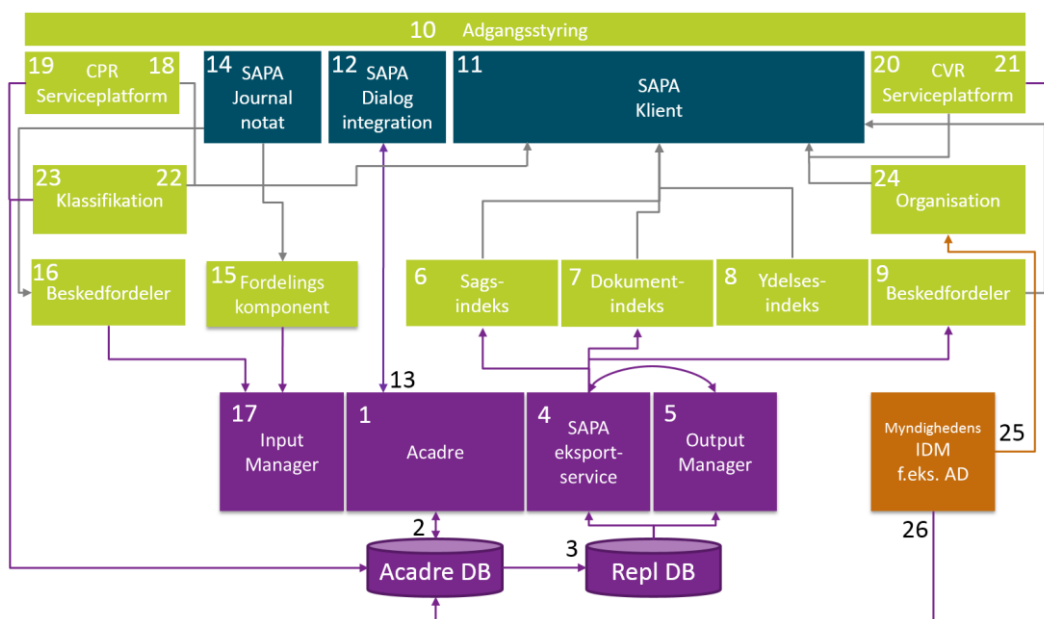 10 Adgangsstyring
19 CPR 18
Serviceplatform
14 SAPA
Journal
notat
12 SAPA
Dialog
integration
11 SAPA
Klient
20 CVR 21
Serviceplatform
23 22
Klassifikation
24
Organisation
16
Beskedfordeler
15 Fordelings
komponent
6 Sags-
indeks
7 Dokument-
indeks
8 Ydelses-
indeks
9
Beskedfordeler
13
17
Input
Manager
1
Acadre
4 SAPA
eksport-
service
5
Output
Manager
Myndighedens
IDM
f.eks. AD
25
2
3
26
Acadre DB
Repl DB